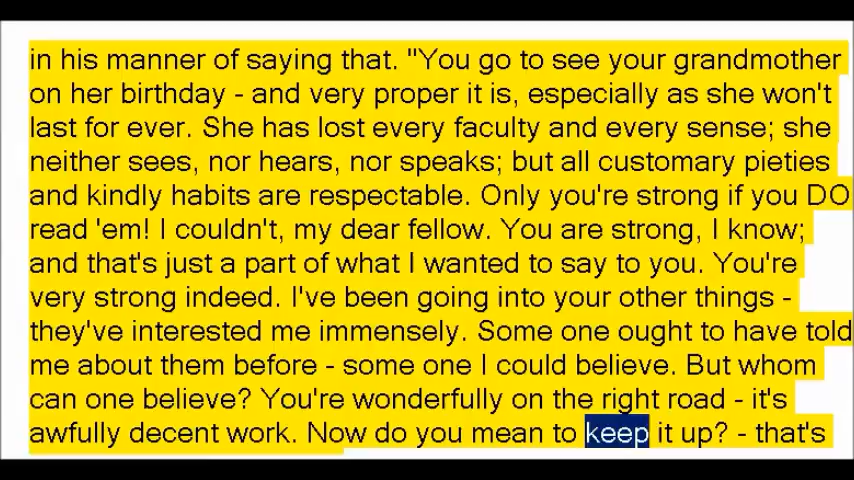 in his manner of saying that. "You go to see your grandmother
on her birthday - and very proper it is, especially as she won't
last for ever. She has lost every faculty and every sense; she
neither sees, nor hears, nor speaks; but all customary pieties
and kindly habits are respectable. Only you're strong if you DO
read 'em! I couldn't, my dear fellow. You are strong, I know;
and that's just a part of what I wanted to say to you. You're
very strong indeed. I've been going into your other things -
they've interested me immensely. Some one ought to have told
me about them before - some one I could believe. But whom
can one believe? You're wonderfully on the right road - it's
awfully decent work. Now do you mean to keep it up? - that's